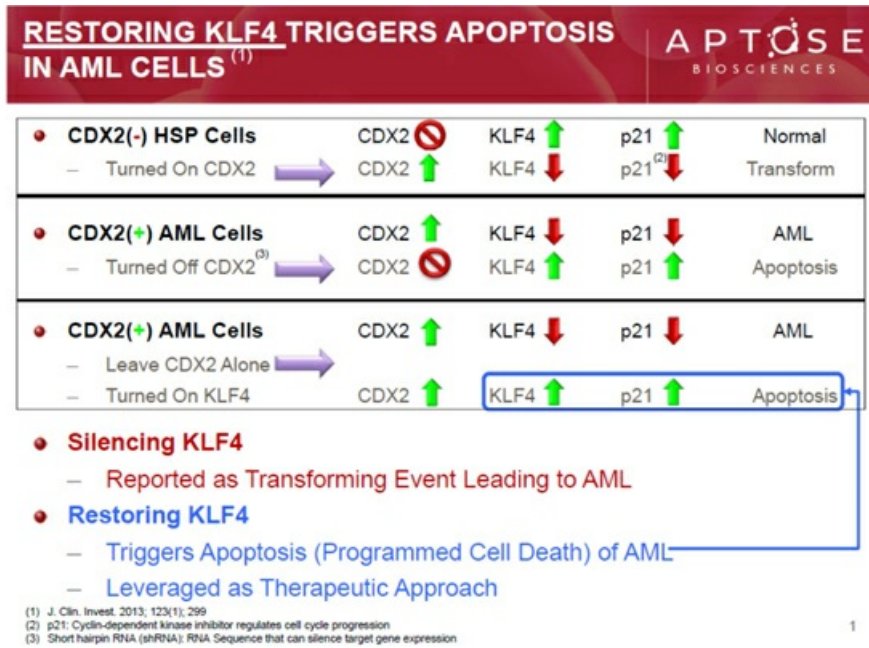 RESTORING KLF4 TRIGGERS APOPTOSIS
IN AML CELLS (1)
APTOSE
BIOSCIENCES
CDX2(-) HSP Cells CDX2 KLF4 p21 Normal
– Turned On CDX2 CDX2 KLF4 p21(2) Transform
CDX2(+) AML Cells CDX2 KLF4 p21 AML
– Turned Off CDX2(3) CDX2 KLF4 p21 Apoptosis
CDX2(+) AML Cells CDX2 KLF4 p21 AML
– Leave CDX2 Alone
– Turned On KLF4 CDX2 KLF4 p21 Apoptosis
Silencing KLF4
– Reported as Transforming Event Leading to AML
Restoring KLF4
– Triggers Apoptosis (Programmed Cell Death) of AML
– Leveraged as Therapeutic Approach
(1) J. Clin. Invest. 2013; 123(1); 299
(2) p21: Cyclin-dependent kinase inhibitor regulates cell cycle progression
(3) Short hairpin RNA (shRNA): RNA Sequence that can silence target gene expression
1